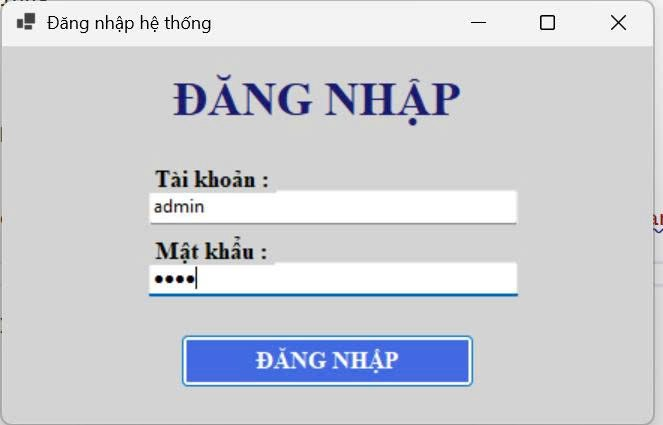 Đăng nhập hệ thống
ĐĂNG NHẬP
Tài khoản :
admin
Mật khẩu :
••••
ĐĂNG NHẬP